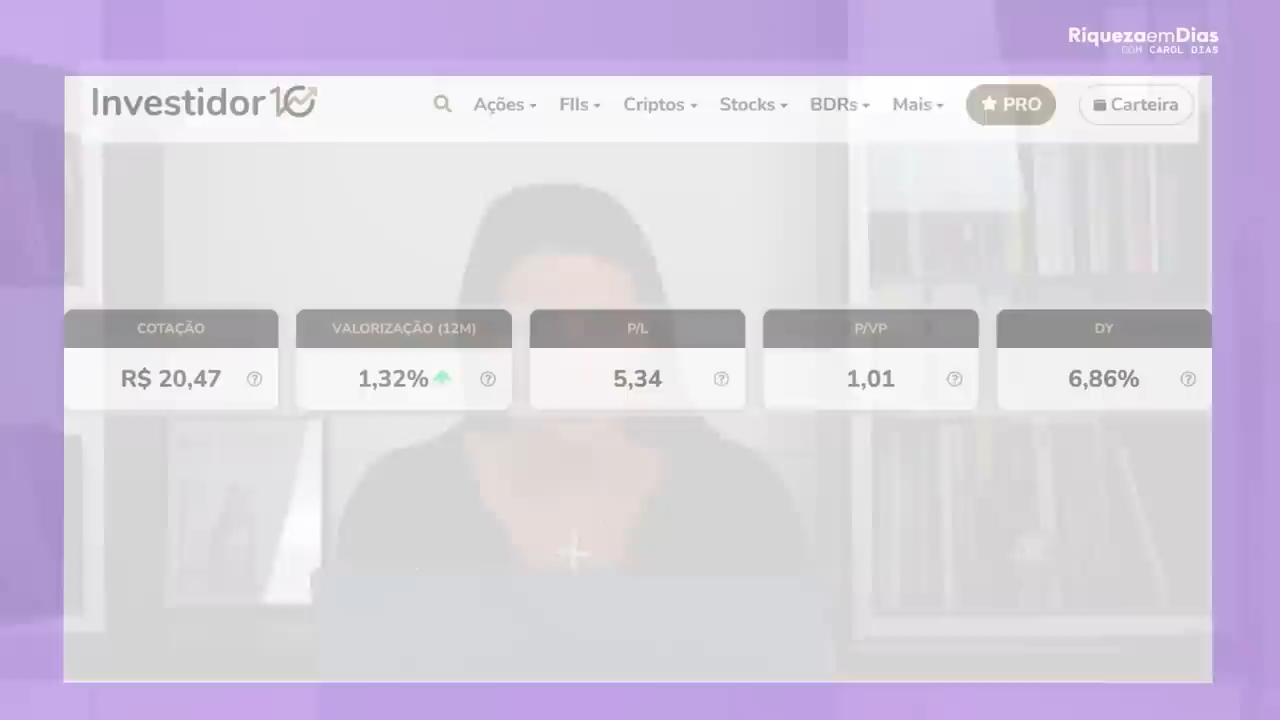 RiquezaemDias
COM CAROL DIAS
Investidor10 Ações FIIs Criptos Stocks BDRs Mais PRO Carteira
COTAÇÃO VALORIZAÇÃO (12M) P/L P/VP DY
R$ 20,47 1,32% 5,34 1,01 6,86%